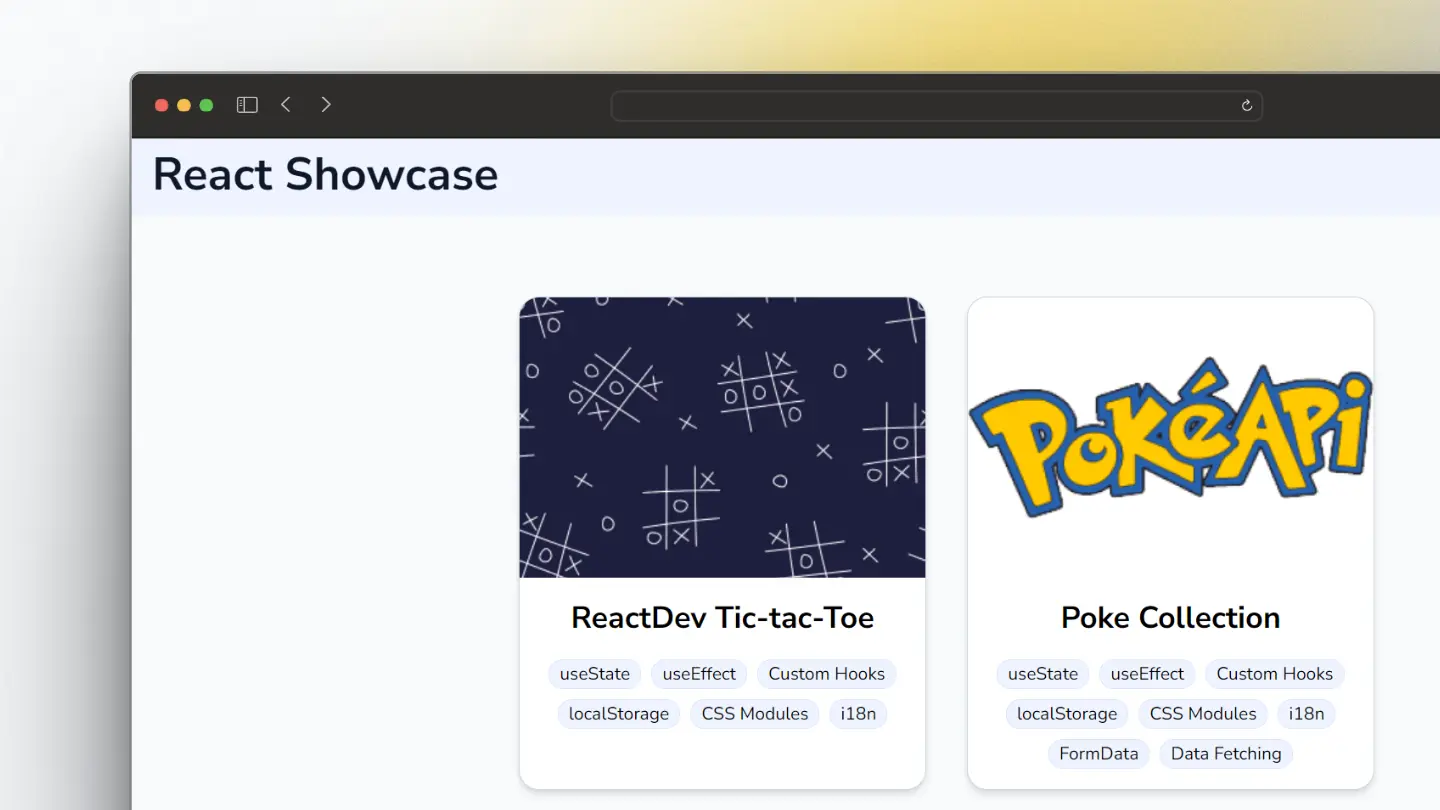 React Showcase
PokéAPi
ReactDev Tic-tac-Toe
useState useEffect Custom Hooks
localStorage CSS Modules i18n
Poke Collection
useState useEffect Custom Hooks
localStorage CSS Modules i18n
FormData Data Fetching